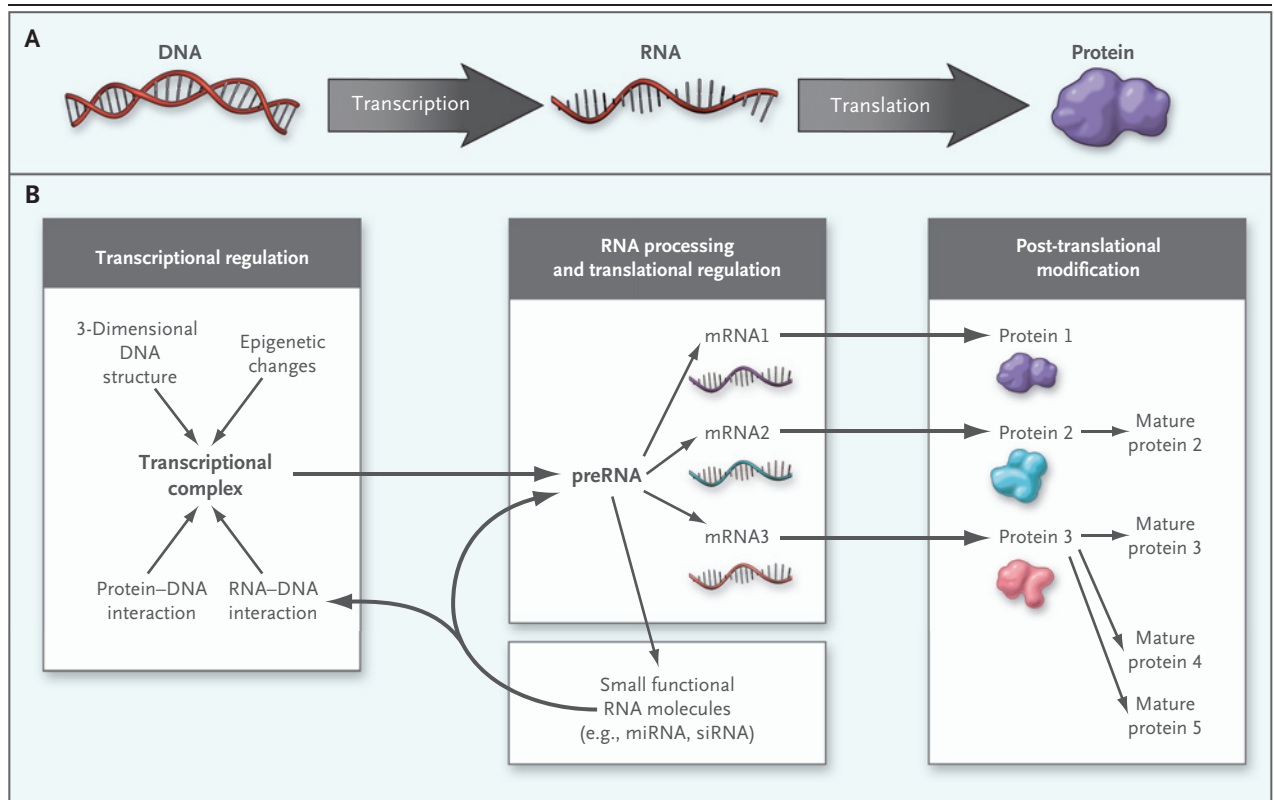 A
DNA
Transcription
RNA
Translation
Protein
B
Transcriptional regulation
3-Dimensional
DNA
structure
Epigenetic
changes
Transcriptional
complex
Protein–DNA
interaction
RNA–DNA
interaction
RNA processing
and translational regulation
preRNA
mRNA1
mRNA2
mRNA3
Small functional
RNA molecules
(e.g., miRNA, siRNA)
Post-translational
modification
Protein 1
Protein 2
Mature
protein 2
Protein 3
Mature
protein 3
Mature
protein 4
Mature
protein 5